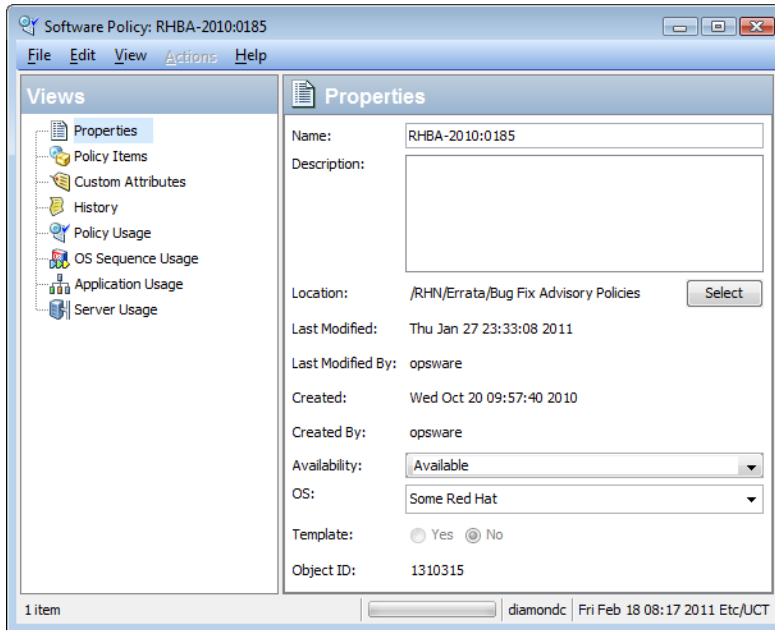 Software Policy: RHBA-2010:0185
File Edit View Actions Help
Views
Properties
Policy Items
Custom Attributes
History
Policy Usage
OS Sequence Usage
Application Usage
Server Usage
Properties
Name: RHBA-2010:0185
Description:
Location: /RHN/Errata/Bug Fix Advisory Policies Select
Last Modified: Thu Jan 27 23:33:08 2011
Last Modified By: opsware
Created: Wed Oct 20 09:57:40 2010
Created By: opsware
Availability: Available
OS: Some Red Hat
Template: Yes No
Object ID: 1310315
1 item diamondc Fri Feb 18 08:17 2011 Etc/UCT